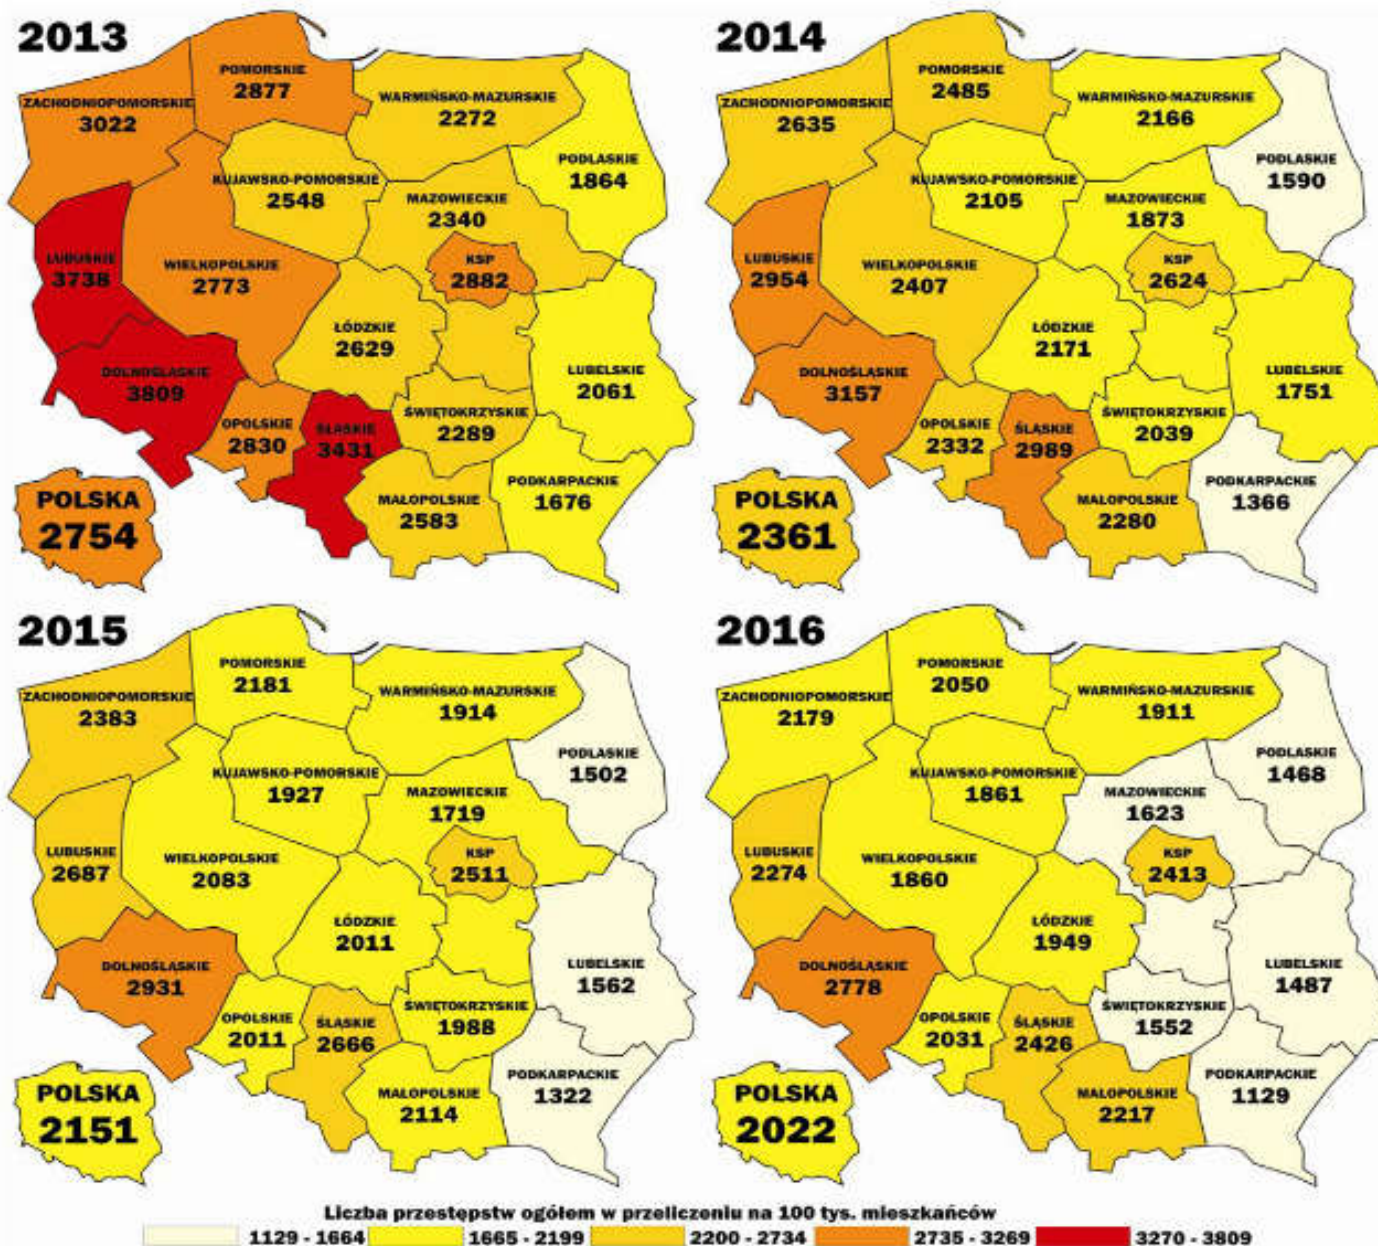 2013
POMORSKIE
2877
ZACHODNIOPOMORSKIE
3022
WARMIŃSKO-MAZURSKIE
2272
PODLASKIE
1864
KUJAWSKO-POMORSKIE
2548
MAZOWIECKIE
2340
LUBUSKIE
3738
WIELKOPOLSKIE
2773
KSP
2882
ŁÓDZKIE
2629
DOLNOŚLĄSKIE
3809
LUBELSKIE
2061
OPOLSKIE
2830
ŚLĄSKIE
3431
ŚWIĘTOKRZYSKIE
2289
MAŁOPOLSKIE
2583
PODKARPACKIE
1676
POLSKA
2754
2014
POMORSKIE
2485
ZACHODNIOPOMORSKIE
2635
WARMIŃSKO-MAZURSKIE
2166
PODLASKIE
1590
KUJAWSKO-POMORSKIE
2105
MAZOWIECKIE
1873
LUBUSKIE
2954
WIELKOPOLSKIE
2407
KSP
2624
ŁÓDZKIE
2171
DOLNOŚLĄSKIE
3157
LUBELSKIE
1751
OPOLSKIE
2332
ŚLĄSKIE
2989
ŚWIĘTOKRZYSKIE
2039
MAŁOPOLSKIE
2280
PODKARPACKIE
1366
POLSKA
2361
2015
POMORSKIE
2181
ZACHODNIOPOMORSKIE
2383
WARMIŃSKO-MAZURSKIE
1914
PODLASKIE
1502
KUJAWSKO-POMORSKIE
1927
MAZOWIECKIE
1719
LUBUSKIE
2687
WIELKOPOLSKIE
2083
KSP
2511
ŁÓDZKIE
2011
DOLNOŚLĄSKIE
2931
LUBELSKIE
1562
OPOLSKIE
2011
ŚLĄSKIE
2666
ŚWIĘTOKRZYSKIE
1988
MAŁOPOLSKIE
2114
PODKARPACKIE
1322
POLSKA
2151
2016
POMORSKIE
2050
ZACHODNIOPOMORSKIE
2179
WARMIŃSKO-MAZURSKIE
1911
PODLASKIE
1468
KUJAWSKO-POMORSKIE
1861
MAZOWIECKIE
1623
LUBUSKIE
2274
WIELKOPOLSKIE
1860
KSP
2413
ŁÓDZKIE
1949
DOLNOŚLĄSKIE
2778
LUBELSKIE
1487
OPOLSKIE
2031
ŚLĄSKIE
2426
ŚWIĘTOKRZYSKIE
1552
MAŁOPOLSKIE
2217
PODKARPACKIE
1129
POLSKA
2022
Liczba przestępstw ogółem w przeliczeniu na 100 tys. mieszkańców
1129 - 1664 1665 - 2199 2200 - 2734 2735 - 3269 3270 - 3809